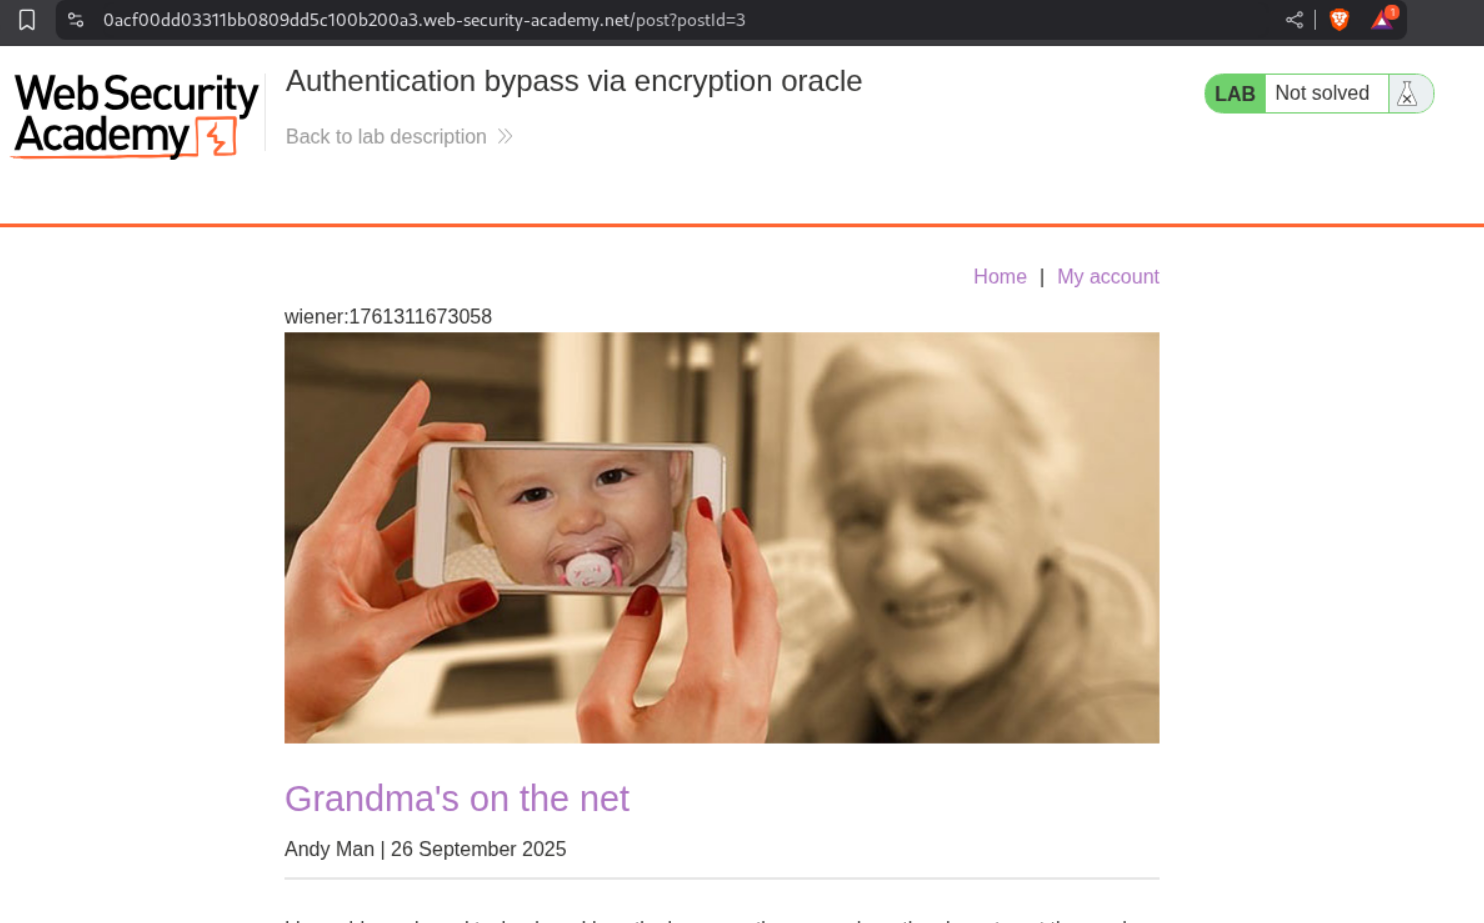 0acf00dd03311bb0809dd5c100b200a3.web-security-academy.net/post?postId=3
1
Web Security
Academy
Authentication bypass via encryption oracle
Back to lab description
LAB Not solved
Home | My account
wiener:1761311673058
Grandma's on the net
Andy Man | 26 September 2025